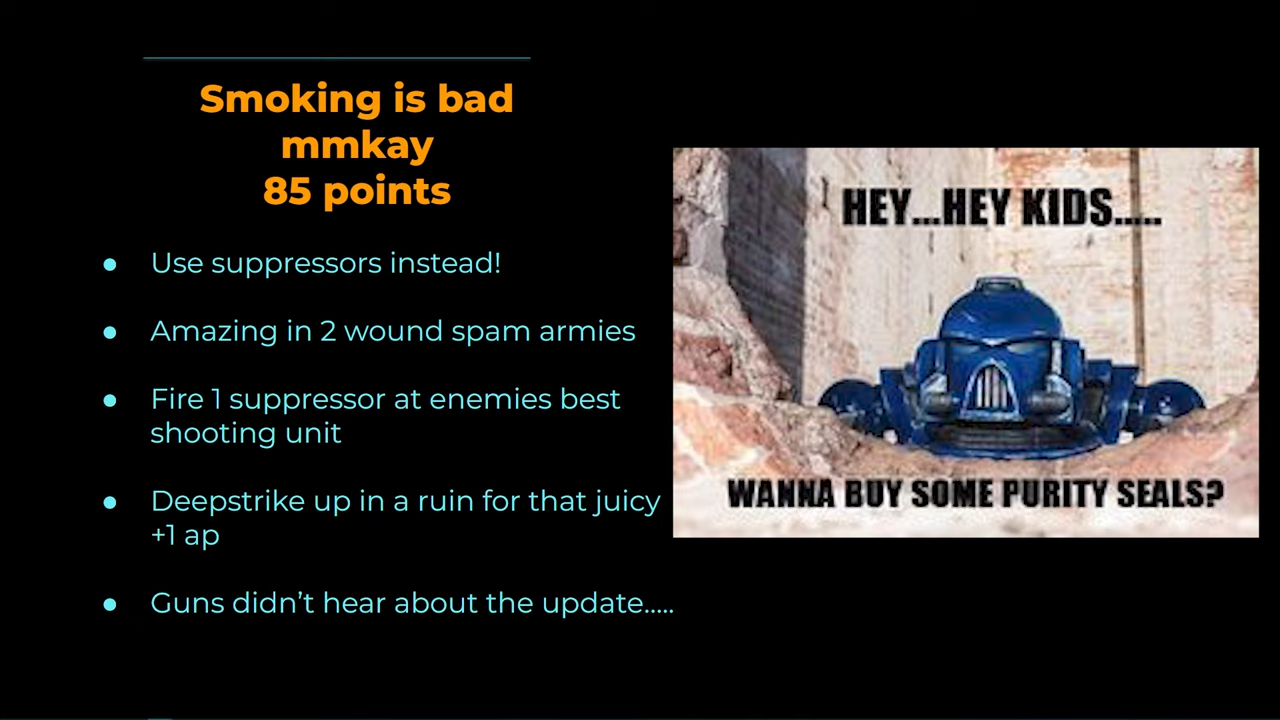 Smoking is bad
mmkay
85 points
● Use suppressors instead!
● Amazing in 2 wound spam armies
● Fire 1 suppressor at enemies best
shooting unit
● Deepstrike up in a ruin for that juicy
+1 ap
● Guns didn’t hear about the update.....
HEY...HEY KIDS.....
WANNA BUY SOME PURITY SEALS?